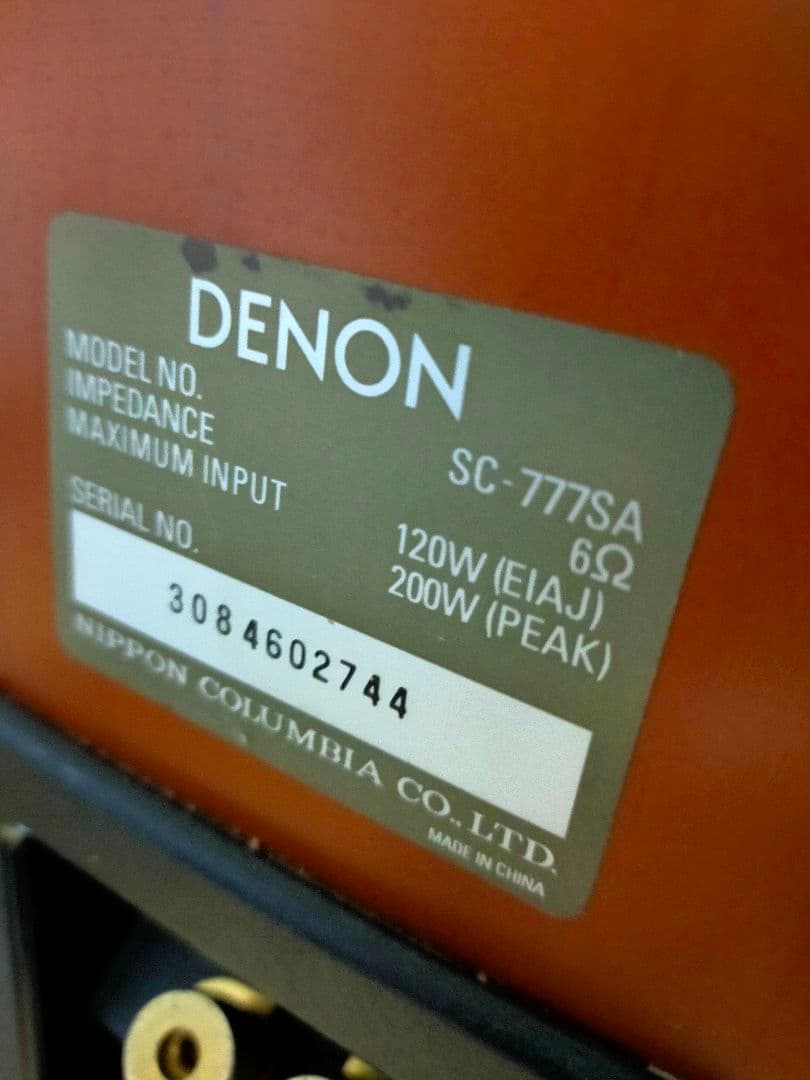 DENON
MODEL NO. SC-777SA
IMPEDANCE 6Ω
MAXIMUM INPUT 120W (EIAJ)
200W (PEAK)
SERIAL NO.
3084602744
NIPPON COLUMBIA CO., LTD.
MADE IN CHINA